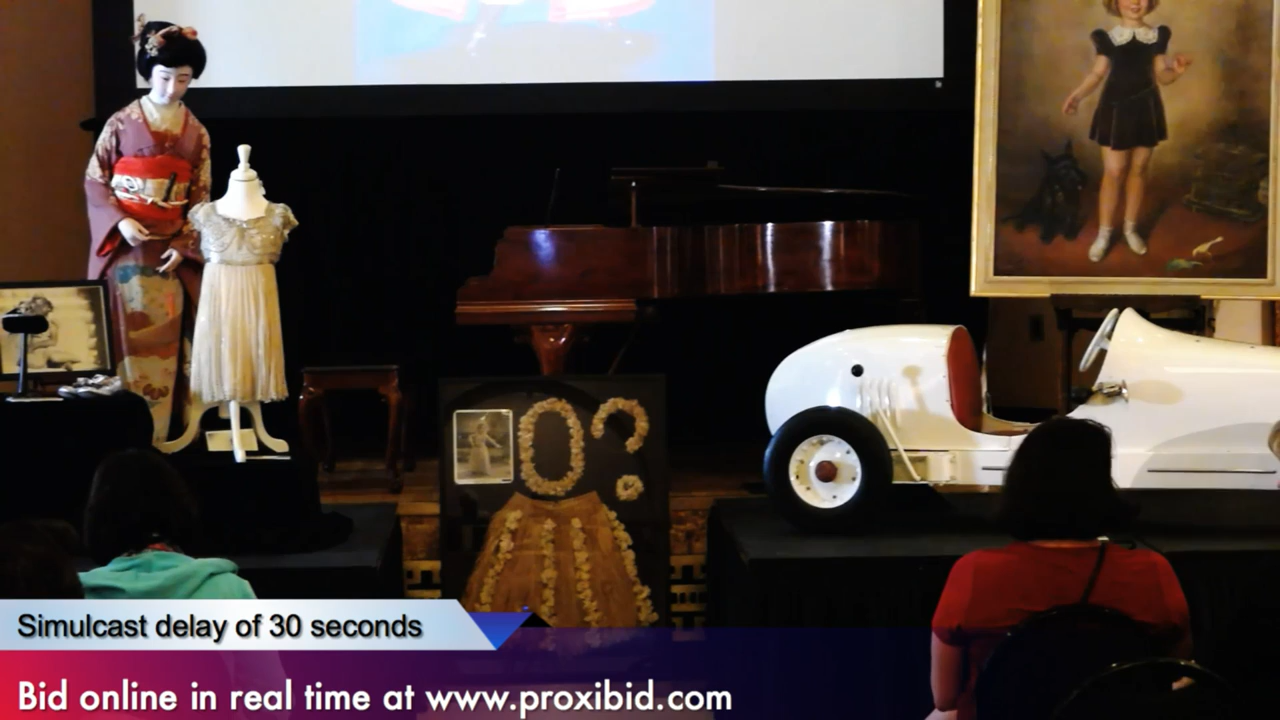 Simulcast delay of 30 seconds
Bid online in real time at www.proxibid.com